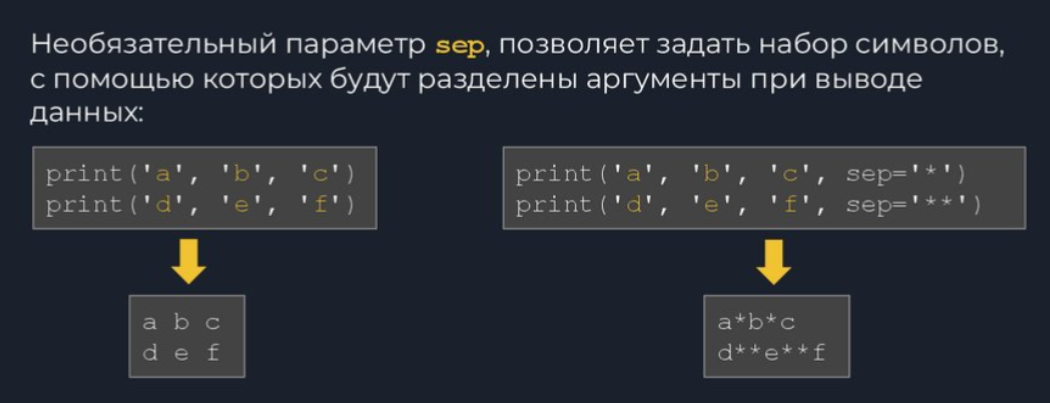 Необязательный параметр sep, позволяет задать набор символов,
с помощью которых будут разделены аргументы при выводе
данных:
print('a', 'b', 'c')
print('d', 'e', 'f')
print('a', 'b', 'c', sep='*')
print('d', 'e', 'f', sep='**')
a b c
d e f
a*b*c
d**e**f